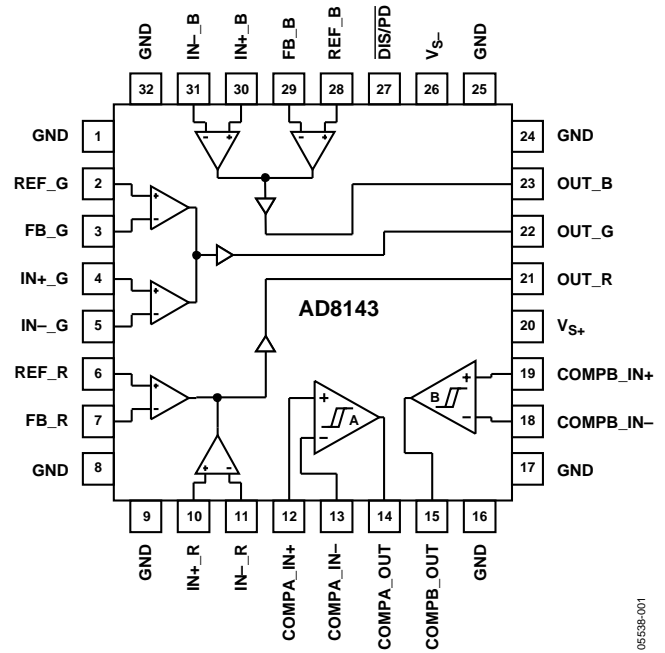 GND
IN–_B
IN+_B
FB_B
REF_B
DIS/PD
VS–
GND
32 31 30 29 28 27 26 25
– + – +
GND 1
24 GND
REF_G 2 +
23 OUT_B
FB_G 3 –
22 OUT_G
IN+_G 4 +
21 OUT_R
IN–_G 5 –
AD8143
20 VS+
REF_R 6 +
19 COMPB_IN+
FB_R 7 –
+ – A
B + –
18 COMPB_IN–
GND 8
17 GND
+ –
9 10 11 12 13 14 15 16
GND
IN+_R
IN–_R
COMPA_IN+
COMPA_IN–
COMPA_OUT
COMPB_OUT
GND
05538-001